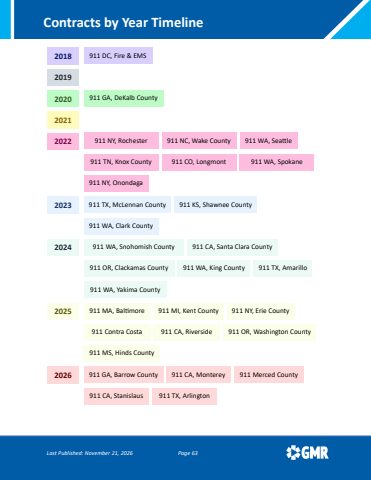 Contracts by Year Timeline
2018 911 DC, Fire & EMS
2019
2020 911 GA, DeKalb County
2021
2022 911 NY, Rochester 911 NC, Wake County 911 WA, Seattle
911 TN, Knox County 911 CO, Longmont 911 WA, Spokane
911 NY, Onondaga
2023 911 TX, McLennan County 911 KS, Shawnee County
911 WA, Clark County
2024 911 WA, Snohomish County 911 CA, Santa Clara County
911 OR, Clackamas County 911 WA, King County 911 TX, Amarillo
911 WA, Yakima County
2025 911 MA, Baltimore 911 MI, Kent County 911 NY, Erie County
911 Contra Costa 911 CA, Riverside 911 OR, Washington County
911 MS, Hinds County
2026 911 GA, Barrow County 911 CA, Monterey 911 Merced County
911 CA, Stanislaus 911 TX, Arlington
Last Published: November 21, 2026 Page 63 GMR